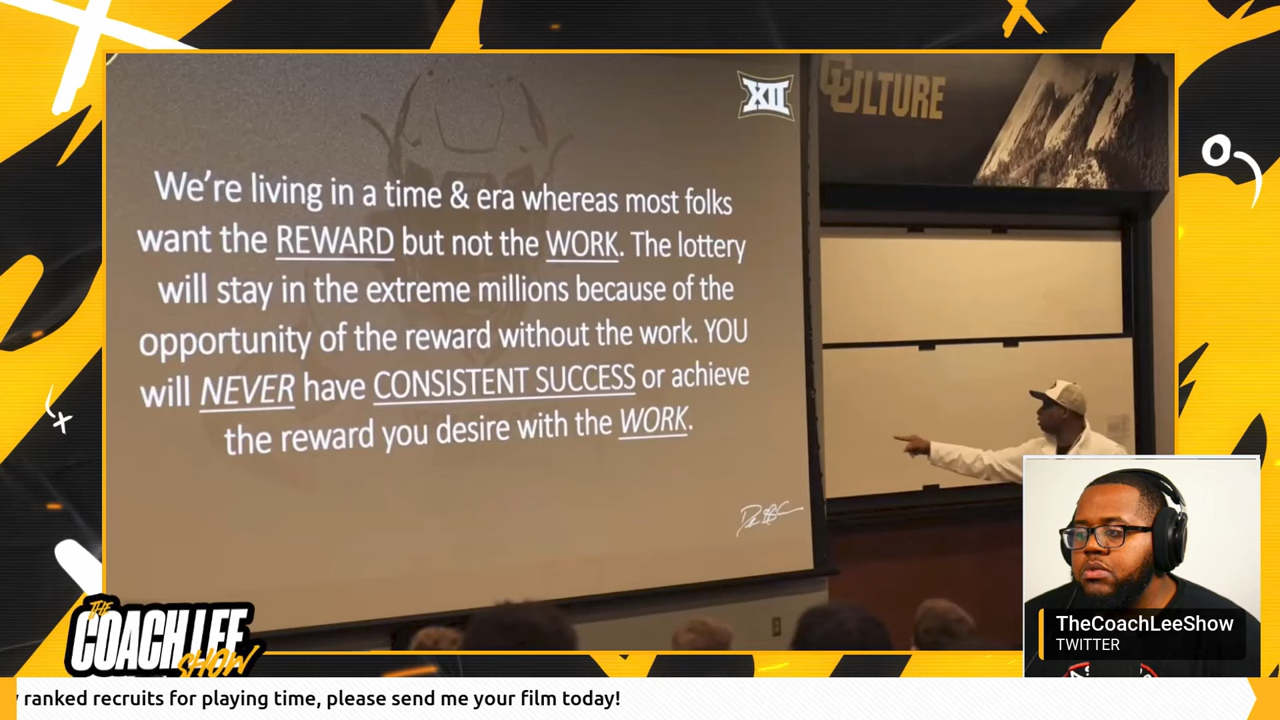 XII
CULTURE
We're living in a time & era whereas most folks
want the REWARD but not the WORK. The lottery
will stay in the extreme millions because of the
opportunity of the reward without the work. YOU
will NEVER have CONSISTENT SUCCESS or achieve
the reward you desire with the WORK.
THE
COACH LEE
SHOW
TheCoachLeeShow
TWITTER
ranked recruits for playing time, please send me your film today!